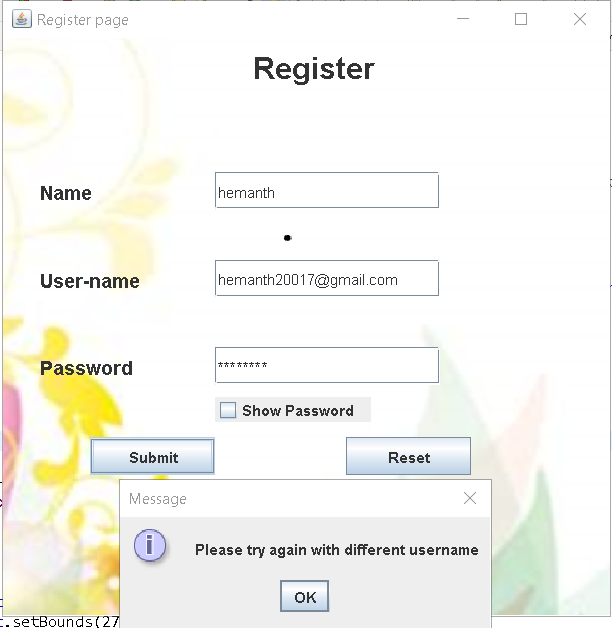 Register page
Register
Name
hemanth
User-name
hemanth20017@gmail.com
Password
********
Show Password
Submit
Reset
Message
Please try again with different username
OK
.setBounds(27